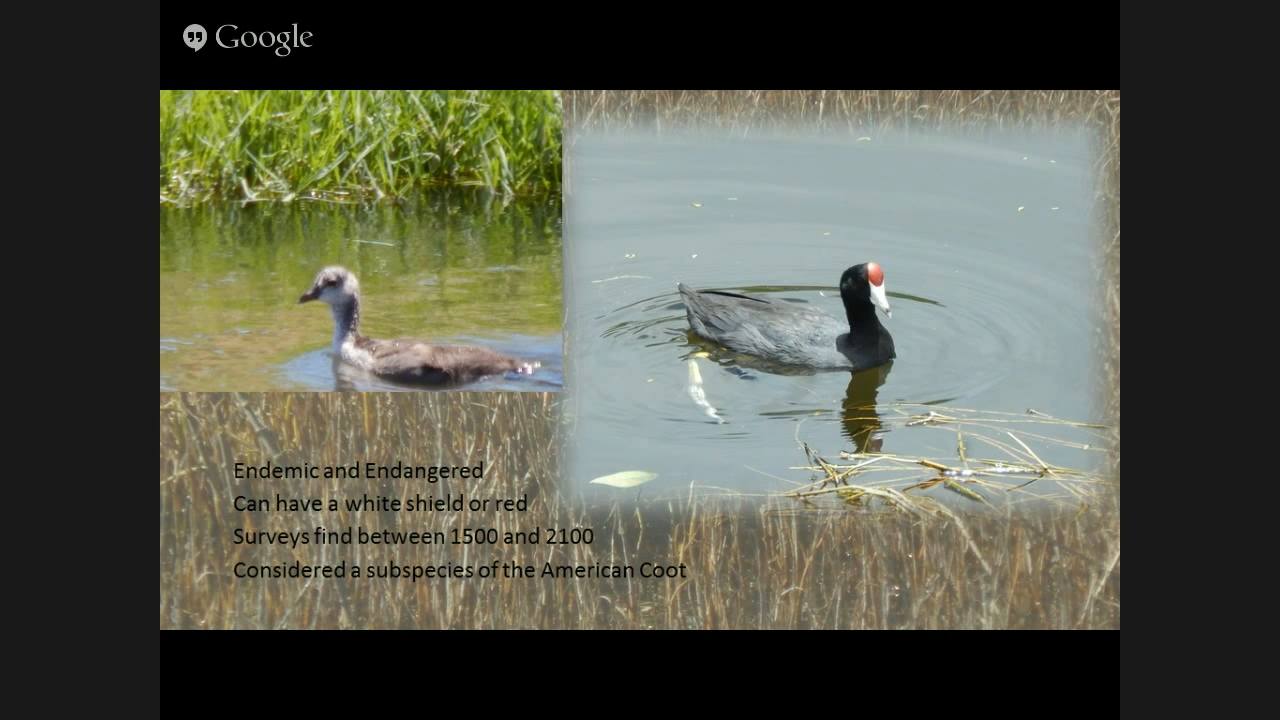 Google
Endemic and Endangered
Can have a white shield or red
Surveys find between 1500 and 2100
Considered a subspecies of the American Coot